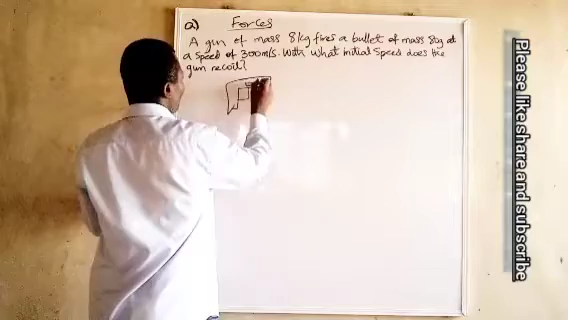 a) Forces
A gun of mass 8kg fires a bullet of mass 80g at
a speed of 300m/s. With what initial speed does the
gun recoil?
Please like share and subscribe